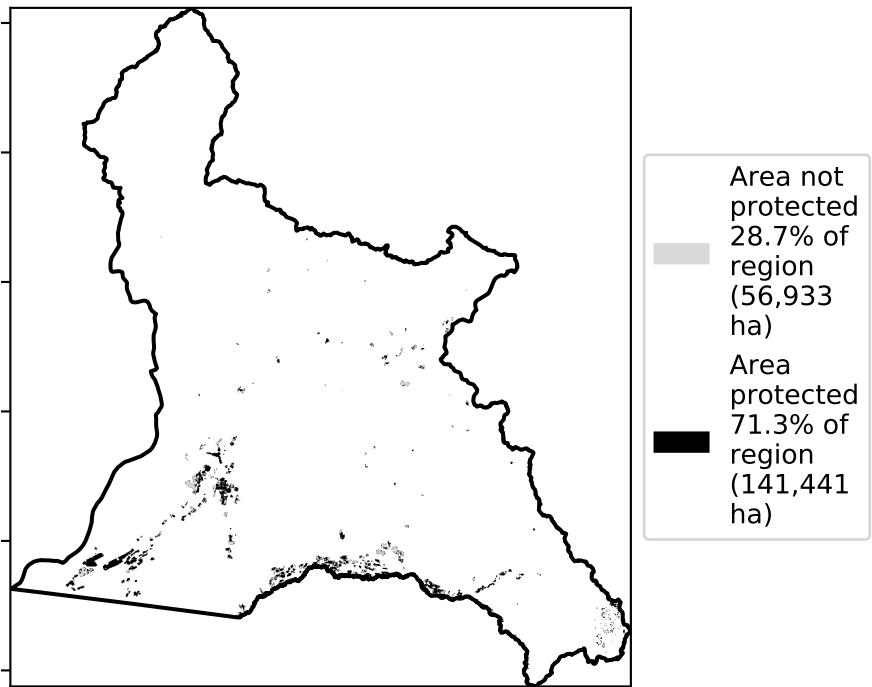 Area not
protected
28.7% of
region
(56,933
ha)
Area
protected
71.3% of
region
(141,441
ha)